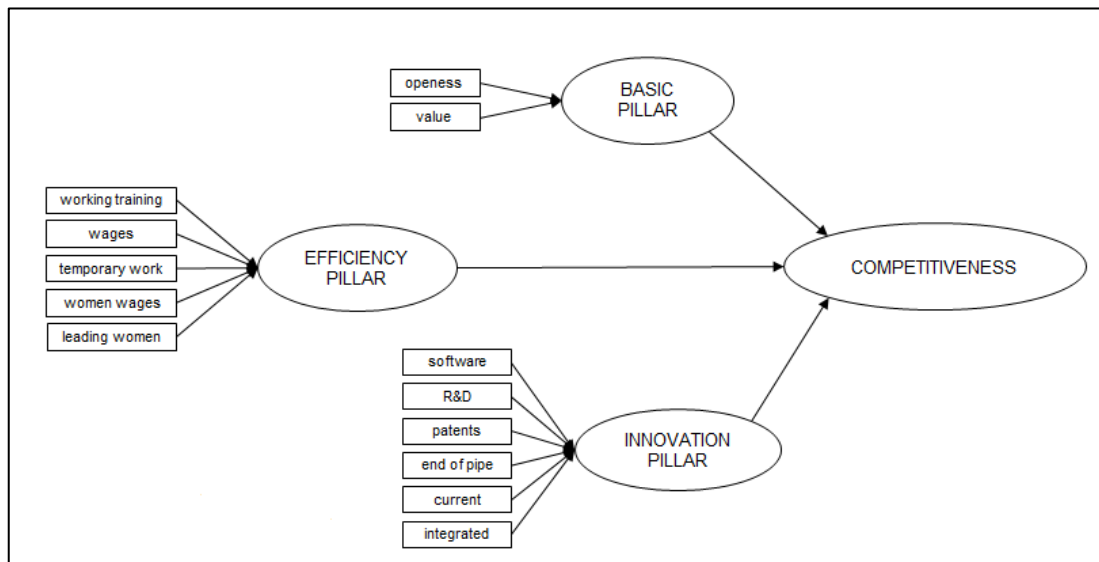 openess
value
BASIC
PILLAR
working training
wages
temporary work
women wages
leading women
EFFICIENCY
PILLAR
COMPETITIVENESS
software
R&D
patents
end of pipe
current
integrated
INNOVATION
PILLAR